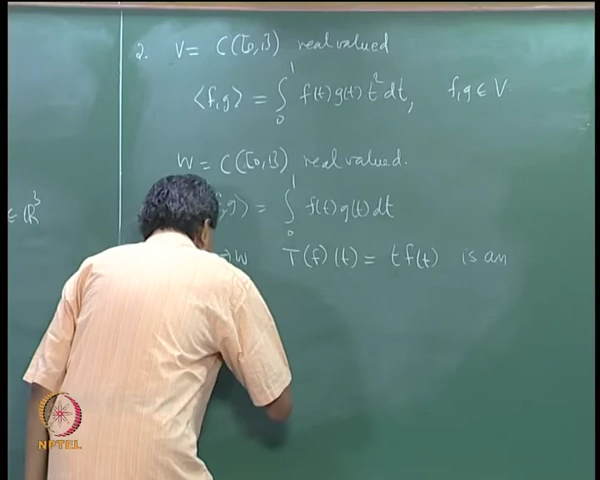 2. V = C([0,1]) real valued
⟨f,g⟩ = ∫₀¹ f(t) g(t) t² dt, f,g ∈ V
W = C([0,1]) real valued.
,g⟩ = ∫₀¹ f(t) g(t) dt
∈ ℝ³
→W T(f)(t) = t f(t) is an
NPTEL